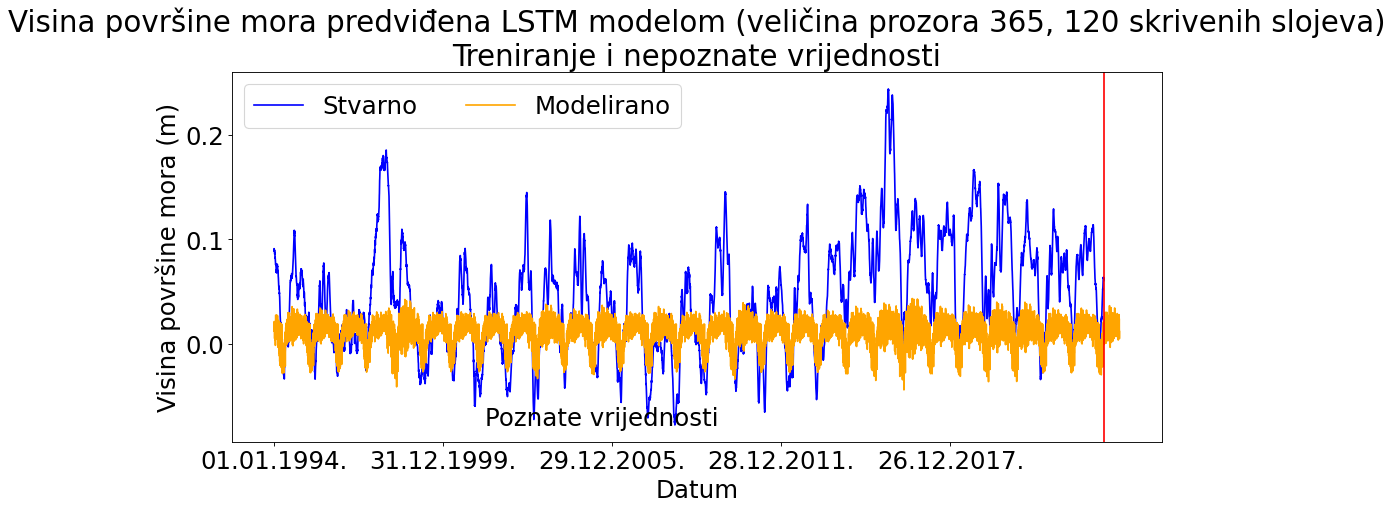 Visina površine mora predviđena LSTM modelom (veličina prozora 365, 120 skrivenih slojeva)
Treniranje i nepoznate vrijednosti
Stvarno
Modelirano
Visina površine mora (m)
0.2
0.1
0.0
Poznate vrijednosti
01.01.1994.
31.12.1999.
29.12.2005.
28.12.2011.
26.12.2017.
Datum